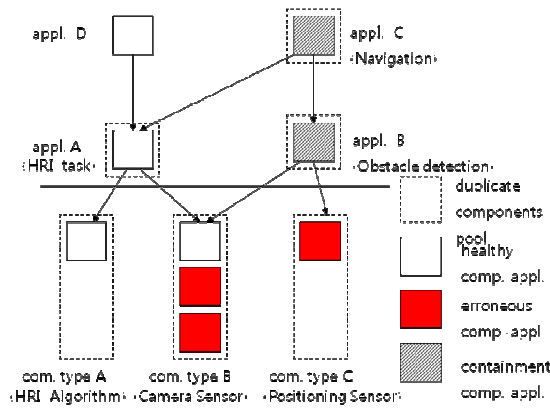 appl. D
appl. C
(Navigation)
appl. A
(HRI task)
appl. B
(Obstacle detection)
duplicate
components
pool
healthy
comp. appl.
erroneous
comp. appl
containment
comp. appl.
com. type A
(HRI Algorithm)
com. type B
(Camera Sensor)
com. type C
(Positioning Sensor)